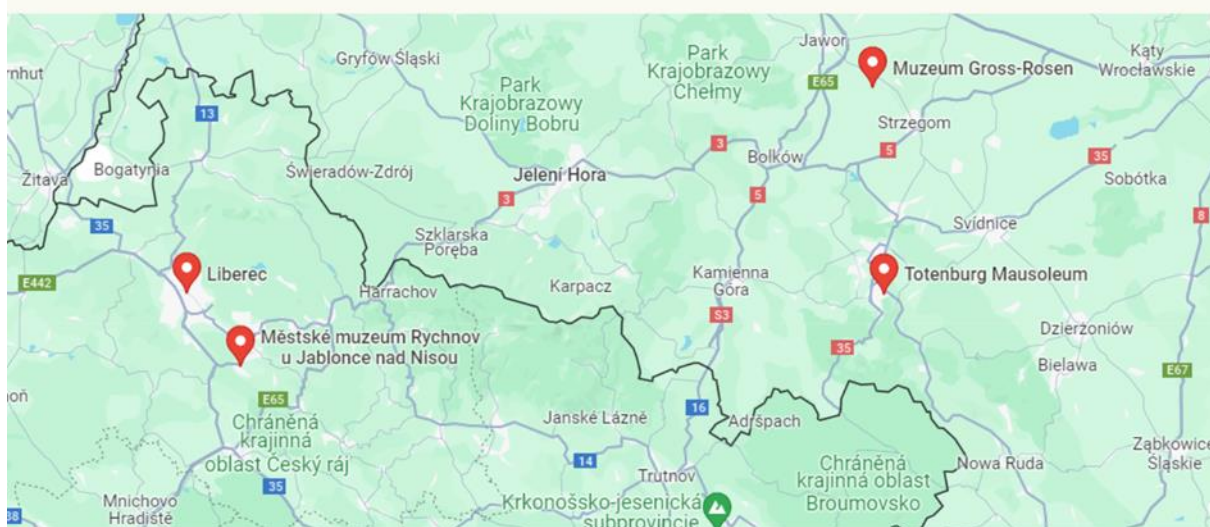 Jawor
Kąty
Wrocławskie
Gryfów Śląski
Park
Krajobrazowy
Chełmy
Muzeum Gross-Rosen
Park
Krajobrazowy
Doliny Bobru
E65
13
Strzegom
3
5
Bolków
35
Bogatynia
Świeradów-Zdrój
Jelení Hora
Sobótka
Žitava
3
5
8
35
Szklarska
Poręba
Svídnice
E442
Liberec
Harrachov
Karpacz
Kamienna
Góra
Totenburg Mausoleum
S3
Městské muzeum Rychnov
u Jablonce nad Nisou
35
Dzierżoniów
Bielawa
E67
E65
Chráněná
krajinná
oblast Český ráj
Janské Lázně
16
Adršpach
14
Trutnov
Chráněná
krajinná oblast
Broumovsko
Nowa Ruda
Ząbkowice
Śląskie
35
Mnichovo
Hradiště
Krkonošsko-jesenická
subprovincie